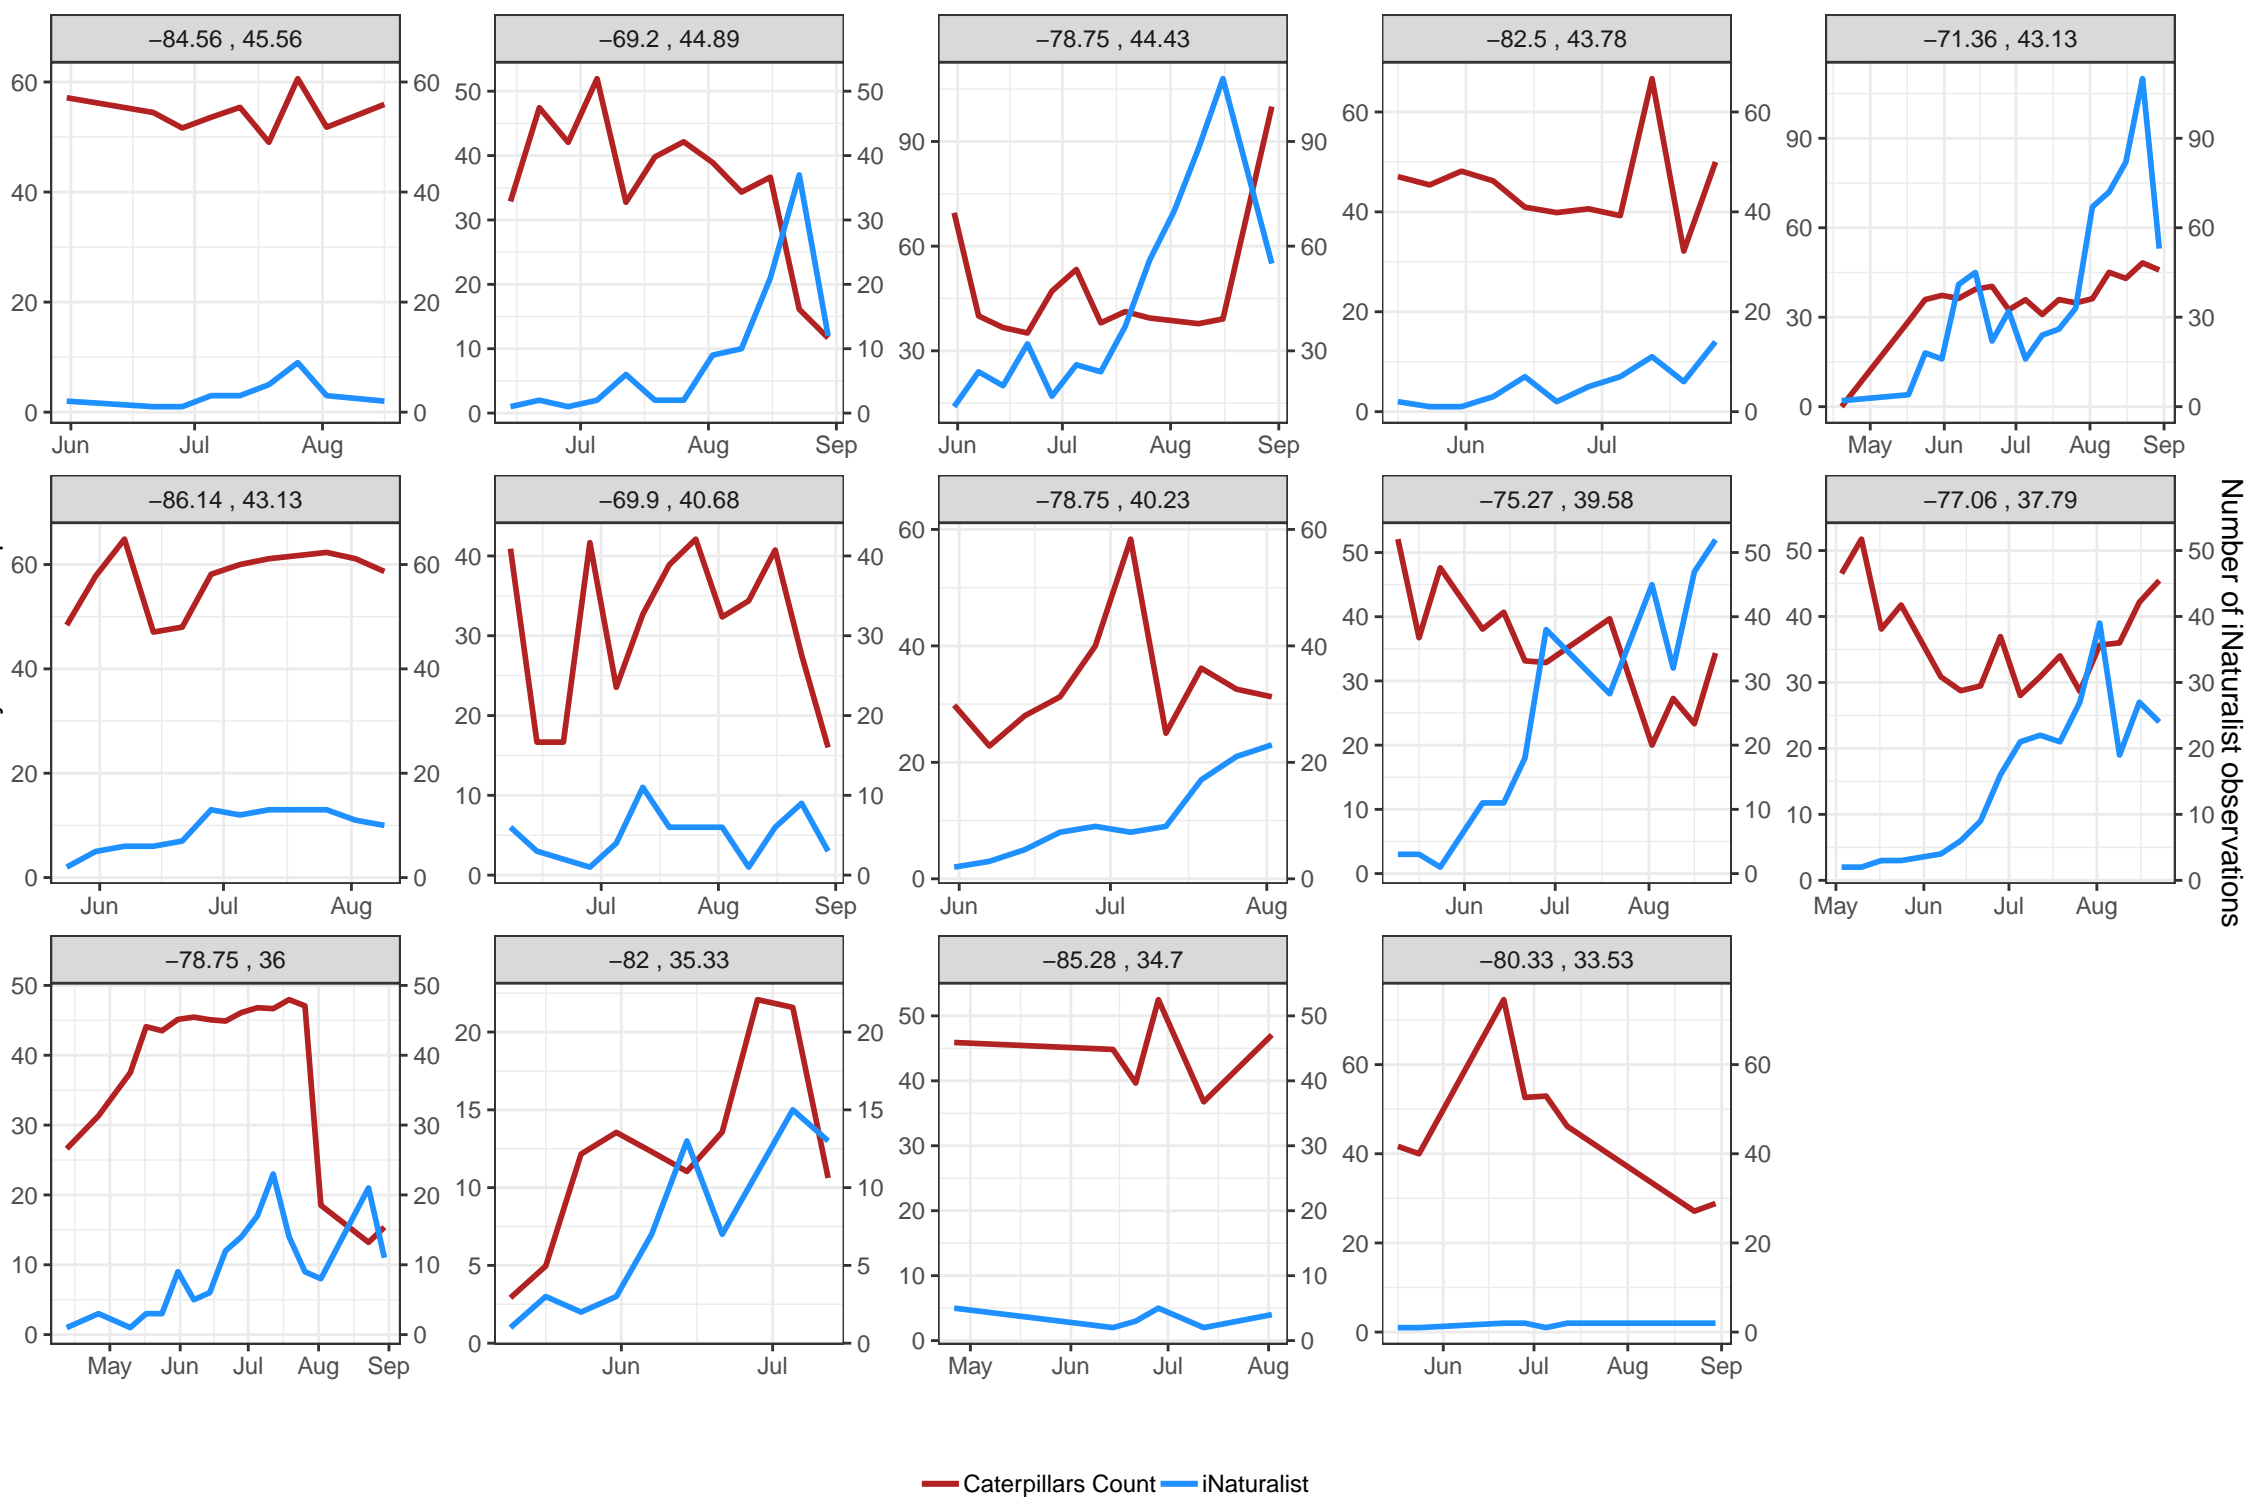 −84.56 , 45.56
−69.2 , 44.89
−78.75 , 44.43
−82.5 , 43.78
−71.36 , 43.13
60 40 20 0
60 40 20 0
Jun Jul Aug
50 40 30 20 10 0
50 40 30 20 10 0
Jul Aug Sep
90 60 30
90 60 30
Jun Jul Aug Sep
60 40 20 0
60 40 20 0
Jun Jul
90 60 30 0
90 60 30 0
May Jun Jul Aug Sep
−86.14 , 43.13
−69.9 , 40.68
−78.75 , 40.23
−75.27 , 39.58
−77.06 , 37.79
60 40 20 0
60 40 20 0
Jun Jul Aug
40 30 20 10 0
40 30 20 10 0
Jul Aug Sep
60 40 20 0
60 40 20 0
Jun Jul Aug
50 40 30 20 10 0
50 40 30 20 10 0
Jun Jul Aug
50 40 30 20 10 0
50 40 30 20 10 0
May Jun Jul Aug
Number of iNaturalist observations
−78.75 , 36
−82 , 35.33
−85.28 , 34.7
−80.33 , 33.53
50 40 30 20 10 0
50 40 30 20 10 0
May Jun Jul Aug Sep
20 15 10 5 0
20 15 10 5 0
Jun Jul
50 40 30 20 10 0
50 40 30 20 10 0
May Jun Jul Aug
60 40 20 0
60 40 20 0
Jun Jul Aug Sep
Caterpillars Count
iNaturalist